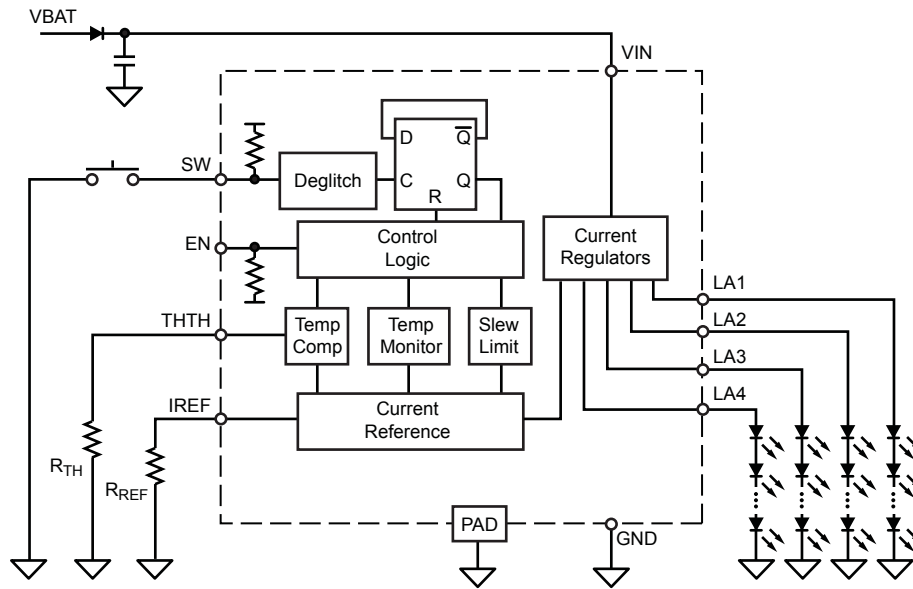 VBAT
VIN
D
Q̅
SW
Deglitch
C
Q
R
EN
Control
Logic
Current
Regulators
LA1
THTH
Temp
Comp
Temp
Monitor
Slew
Limit
LA2
LA3
LA4
IREF
Current
Reference
RTH
RREF
PAD
GND